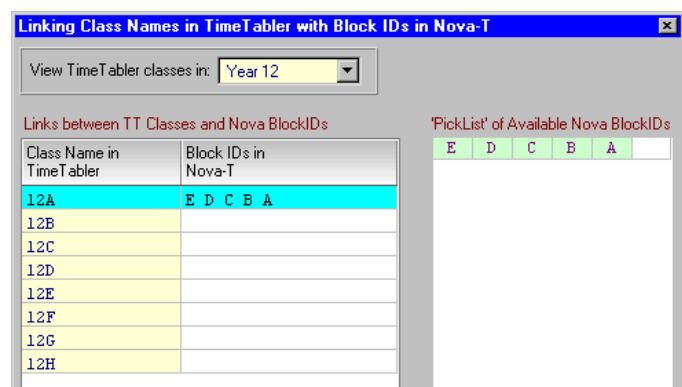 Linking Class Names in TimeTabler with Block IDs in Nova-T
View TimeTabler classes in: Year 12
Links between TT Classes and Nova BlockIDs
'PickList' of Available Nova BlockIDs
Class Name in TimeTabler
Block IDs in Nova-T
E D C B A
12A E D C B A
12B
12C
12D
12E
12F
12G
12H